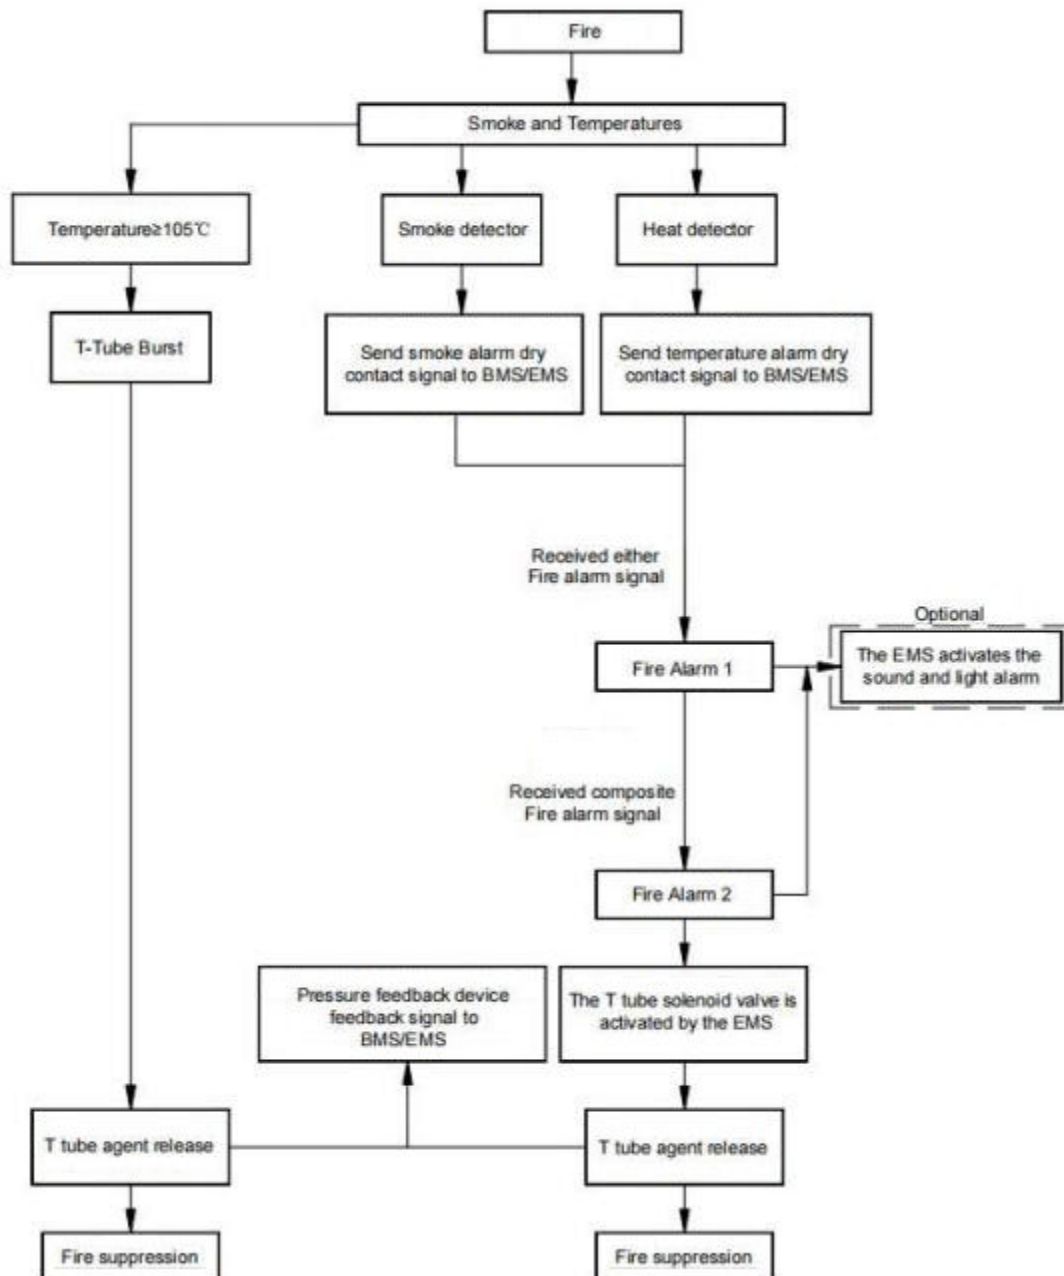 Fire
Smoke and Temperatures
Temperature≥105℃
Smoke detector
Heat detector
T-Tube Burst
Send smoke alarm dry
contact signal to BMS/EMS
Send temperature alarm dry
contact signal to BMS/EMS
Received either
Fire alarm signal
Optional
Fire Alarm 1
The EMS activates the
sound and light alarm
Received composite
Fire alarm signal
Fire Alarm 2
Pressure feedback device
feedback signal to
BMS/EMS
The T tube solenoid valve is
activated by the EMS
T tube agent release
T tube agent release
Fire suppression
Fire suppression